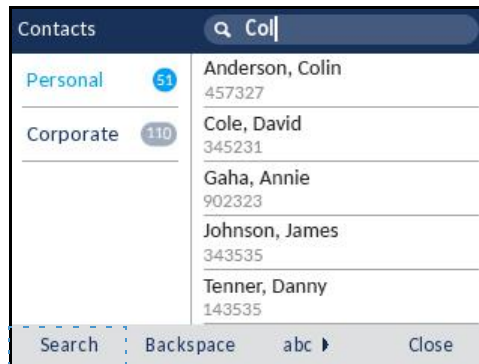 Contacts
Col
Personal 51
Corporate 110
Anderson, Colin
457327
Cole, David
345231
Gaha, Annie
902323
Johnson, James
343535
Tenner, Danny
143535
Search Backspace abc Close